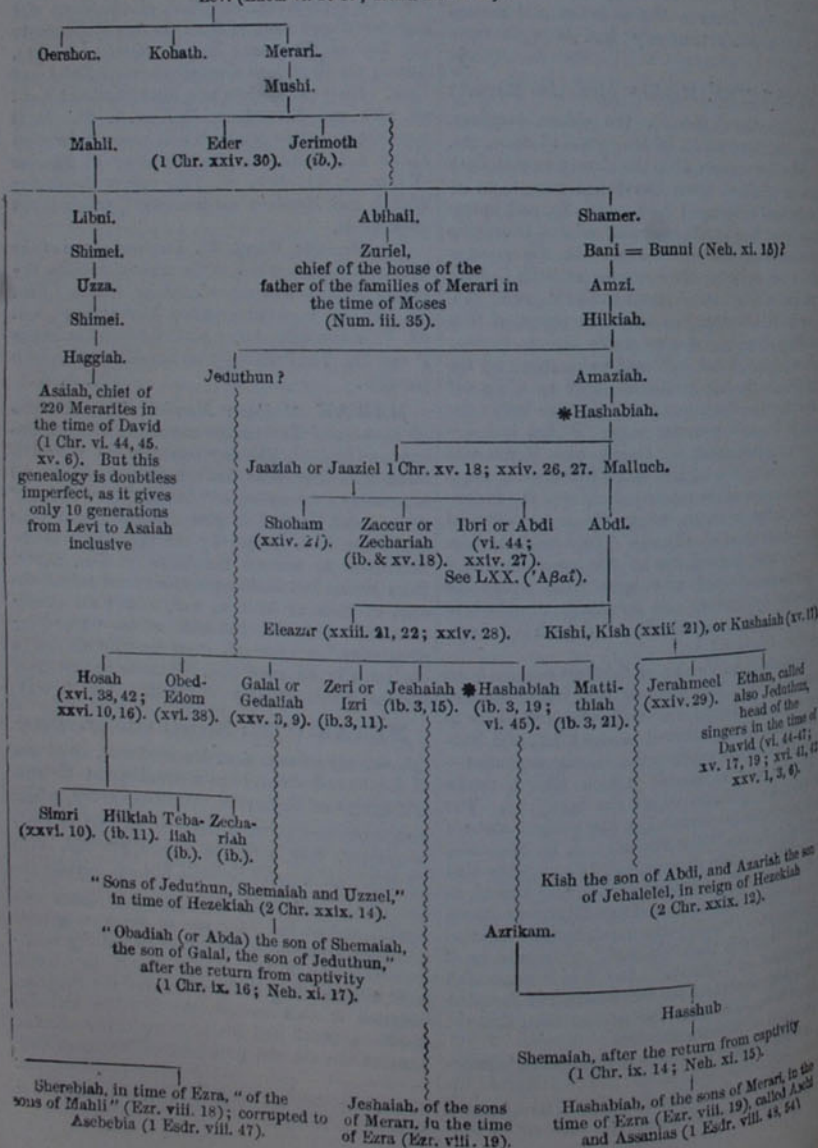 Gershon. Kohath. Merari.
Mushi.
Mahli. Eder Jerimoth
(1 Chr. xxiv. 30). (ib.).
Libni. Abihail. Shamer.
Shimei. Zuriel, Bani = Bunni (Neh. xi. 15)?
chief of the house of the
Uzza. father of the families of Merari in Amzi.
the time of Moses
Shimei. (Num. iii. 35). Hilkiah.
Haggiah.
Jeduthun ? Amaziah.
Asaiah, chief of
220 Merarites in ✱Hashabiah.
the time of David
(1 Chr. vi. 44, 45.
xv. 6). But this
genealogy is doubtless
imperfect, as it gives
only 10 generations
from Levi to Asaiah
inclusive
Jaaziah or Jaaziel 1 Chr. xv. 18; xxiv. 26, 27. Malluch.
Shoham Zaccur or Ibri or Abdi Abdi.
(xxiv. 27). Zechariah (vi. 44;
(ib. & xv. 18). xxiv. 27).
See LXX. (Ἀβαΐ).
Eleazar (xxiii. 21, 22; xxiv. 28). Kishi, Kish (xxiii. 21), or Kushaiah (xv. 17)
Hosah Obed- Galal or Zeri or Jeshaiah ✱Hashabiah Matti- Jerahmeel Ethan, called
(xvi. 38, 42; Edom Gedaliah Izri (ib. 3, 15). (ib. 3, 19; thiah (xxiv. 29). also Jeduthun,
xxvi. 10, 16). (xvi. 38). (xxv. 3, 9). (ib. 3, 11). vi. 45). (ib. 3, 21). head of the
singers in the time of
David (vi. 44-47;
xv. 17, 19; xvi. 41, 42
xxv. 1, 3, 6).
Simri Hilkiah Teba- Zecha-
(xxvi. 10). (ib. 11). liah riah
(ib.). (ib.).
"Sons of Jeduthun, Shemaiah and Uzziel,"
in time of Hezekiah (2 Chr. xxix. 14).
Kish the son of Abdi, and Azariah the son
of Jehalelel, in reign of Hezekiah
(2 Chr. xxix. 12).
"Obadiah (or Abda) the son of Shemaiah,
the son of Galal, the son of Jeduthun,"
after the return from captivity
(1 Chr. ix. 16; Neh. xi. 17).
Azrikam.
Hasshub
Shemaiah, after the return from captivity
(1 Chr. ix. 14; Neh. xi. 15).
Sherebiah, in time of Ezra, "of the
sons of Mahli" (Ezr. viii. 18); corrupted to
Asebebia (1 Esdr. viii. 47).
Jeshaiah, of the sons
of Merari, in the time
of Ezra (Ezr. viii. 19).
Hashabiah, of the sons of Merari, in the
time of Ezra (Ezr. viii. 19), called
and Assanias (1 Esdr. viii. 48, 54)